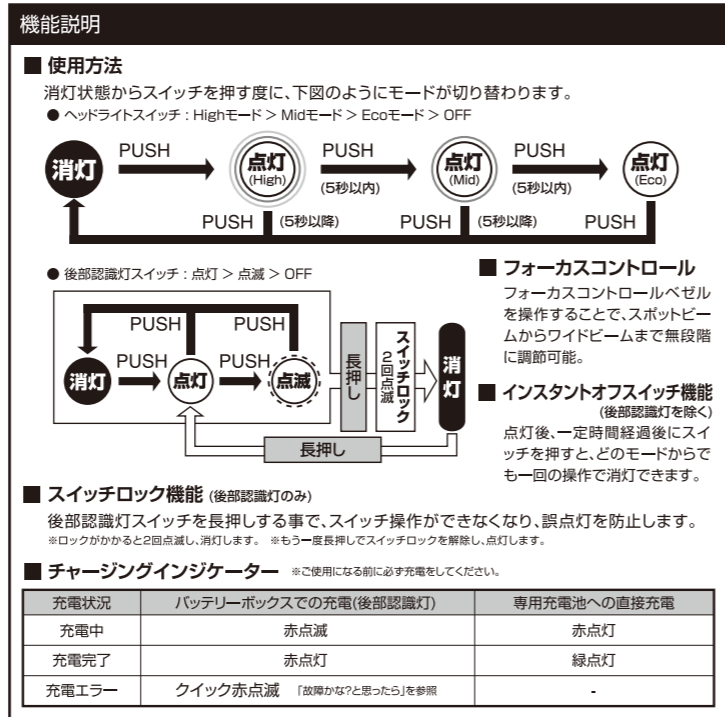 機能説明
■ 使用方法
消灯状態からスイッチを押す度に、下図のようにモードが切り替わります。
● ヘッドライトスイッチ : Highモード > Midモード > Ecoモード > OFF
消灯 PUSH 点灯 (High) PUSH (5秒以内) 点灯 (Mid) PUSH (5秒以内) 点灯 (Eco)
PUSH (5秒以降) PUSH (5秒以降) PUSH
● 後部認識灯スイッチ : 点灯 > 点滅 > OFF
PUSH PUSH
消灯 PUSH 点灯 PUSH 点滅
長押し
スイッチロック
2回点滅
消灯
長押し
■ フォーカスコントロール
フォーカスコントロールベゼル
を操作することで、スポットビー
ムからワイドビームまで無段階
に調節可能。
■ インスタントオフスイッチ機能
(後部認識灯を除く)
点灯後、一定時間経過後にスイ
ッチを押すと、どのモードからで
も一回の操作で消灯できます。
■ スイッチロック機能 (後部認識灯のみ)
後部認識灯スイッチを長押しする事で、スイッチ操作ができなくなり、誤点灯を防止します。
※ロックがかかると2回点滅し、消灯します。 ※もう一度長押しでスイッチロックを解除し、点灯します。
■ チャージングインジケーター ※ご使用になる前に必ず充電をしてください。
充電状況 バッテリーボックスでの充電(後部認識灯) 専用充電池への直接充電
充電中 赤点滅 赤点灯
充電完了 赤点灯 緑点灯
充電エラー クイック赤点滅 「故障かな?と思ったら」を参照 -